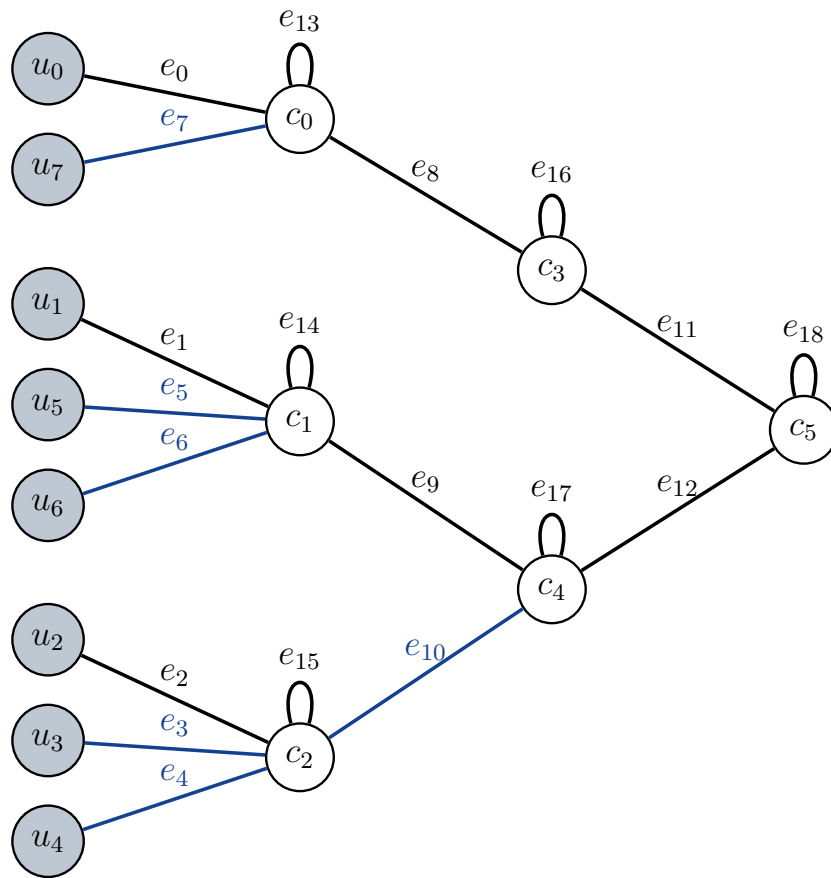 e₁₃
u₀
e₀
c₀
e₇
u₇
e₈
e₁₆
c₃
u₁
e₁
e₁₄
e₁₁
e₁₈
u₅
e₅
c₁
c₅
e₆
u₆
e₉
e₁₇
e₁₂
c₄
u₂
e₂
e₁₅
e₁₀
u₃
e₃
c₂
e₄
u₄